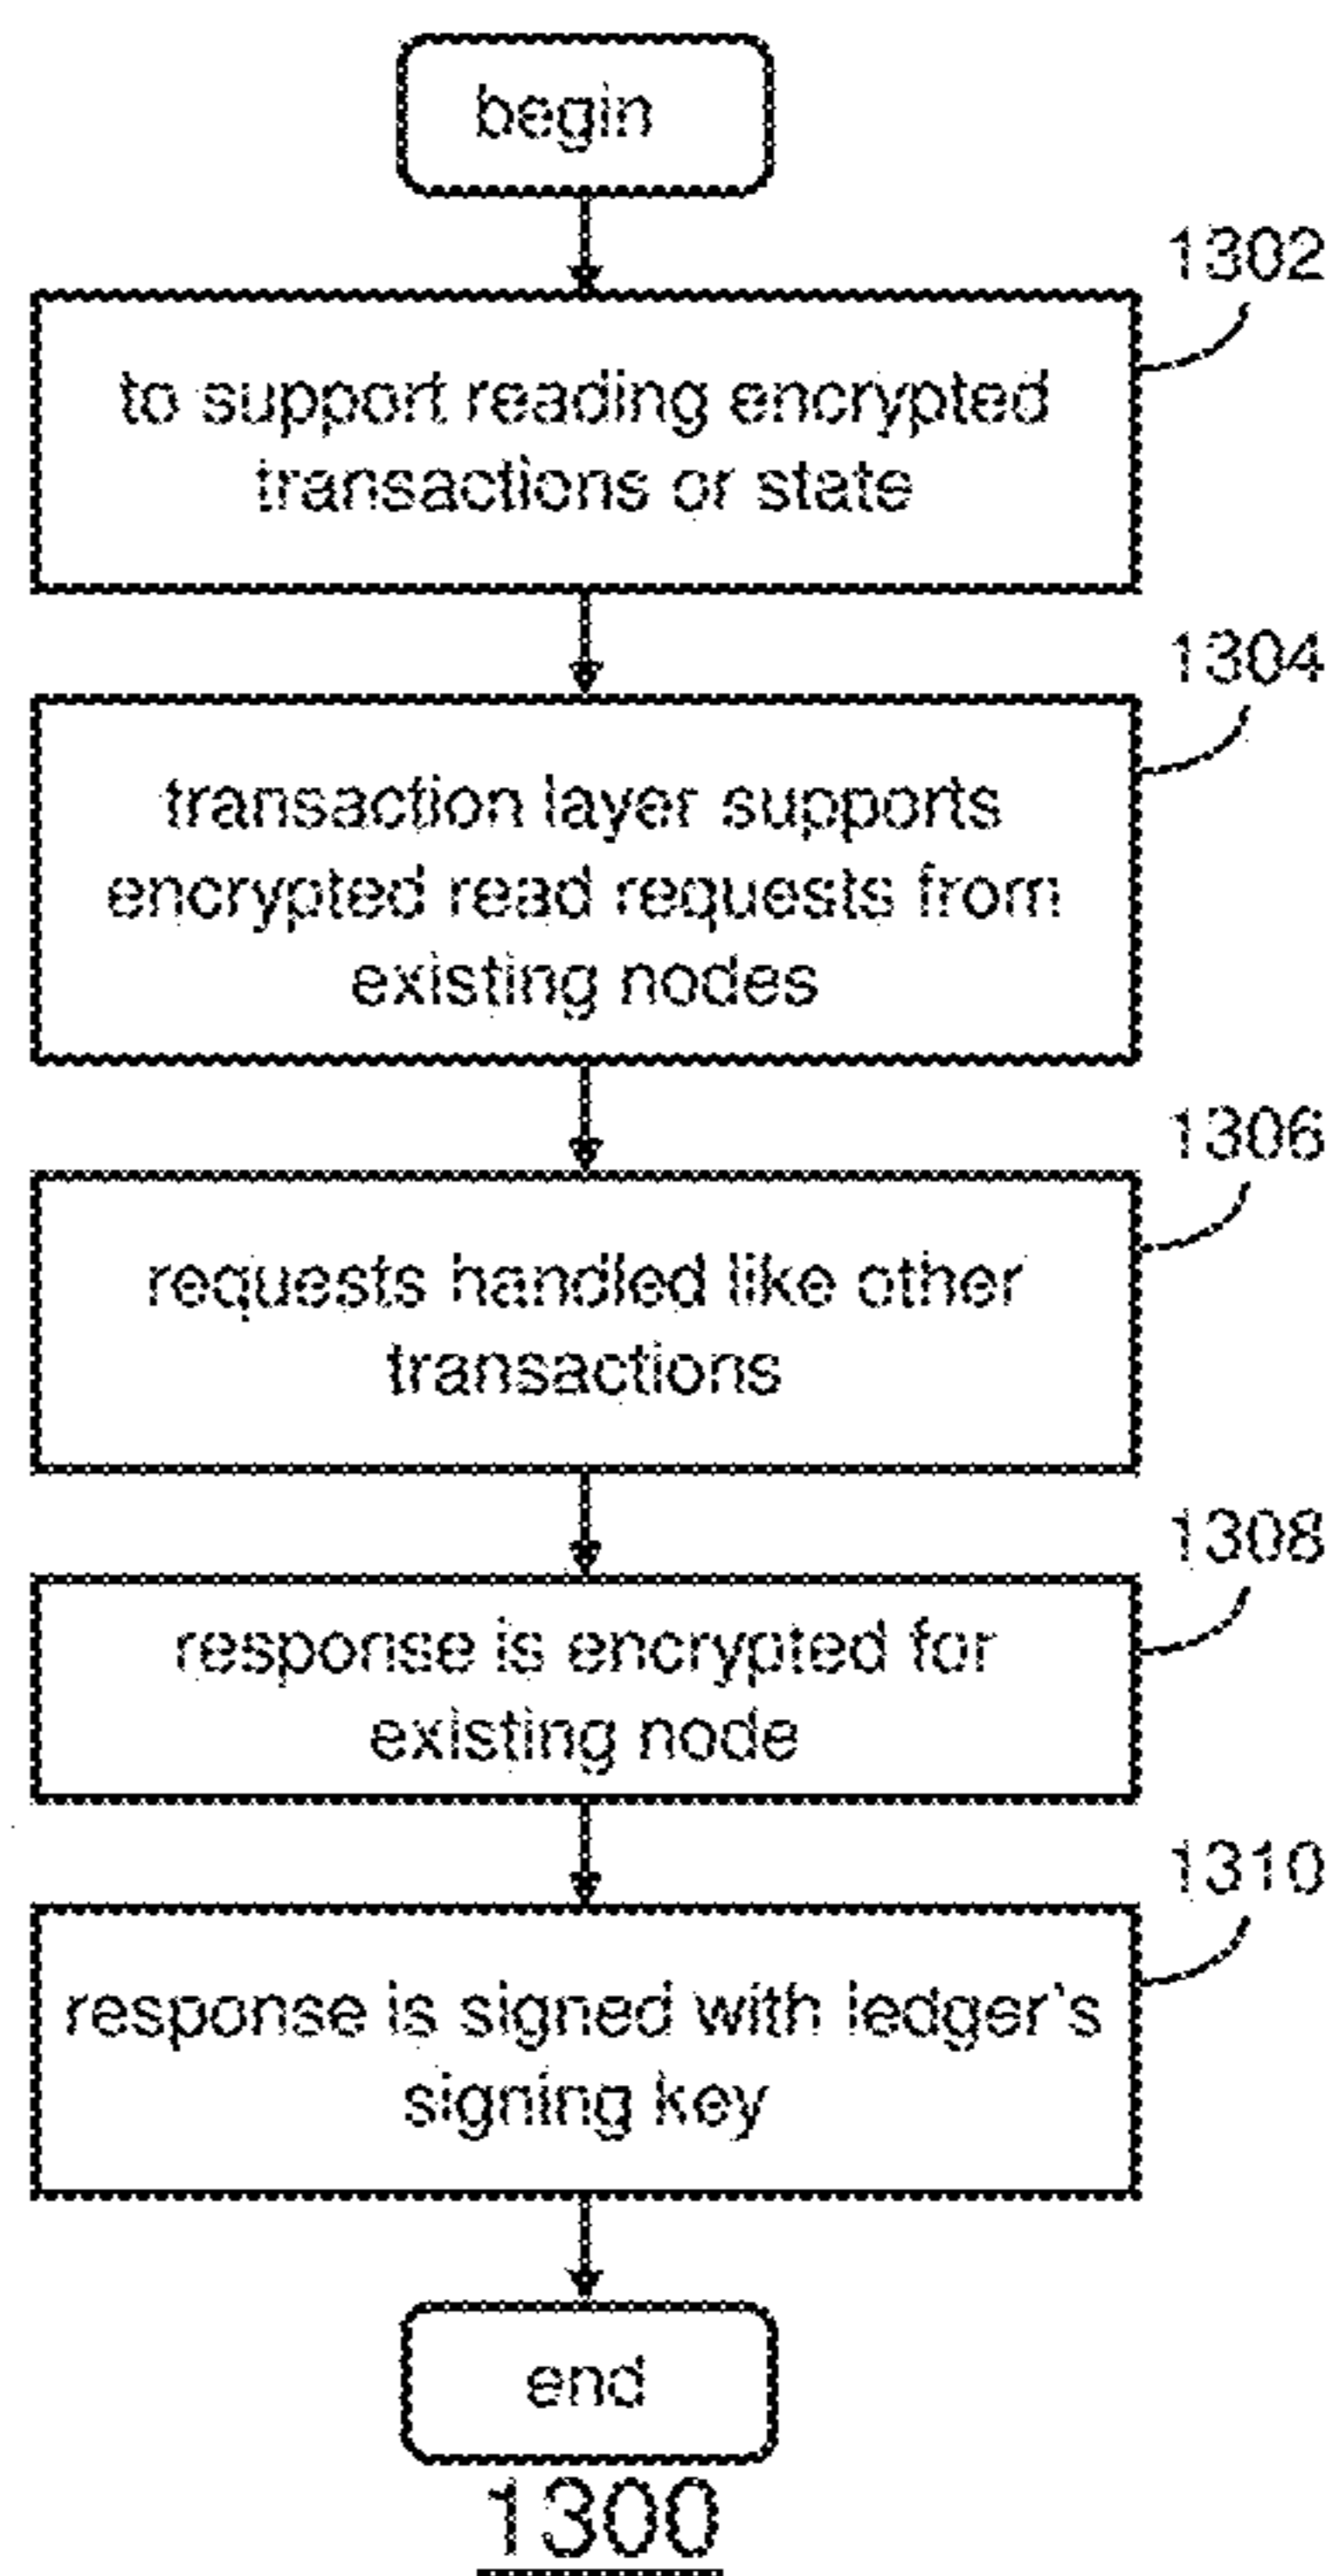 begin
1302
to support reading encrypted
transactions or state
1304
transaction layer supports
encrypted read requests from
existing nodes
1306
requests handled like other
transactions
1308
response is encrypted for
existing node
1310
response is signed with ledger's
signing key
end
1300